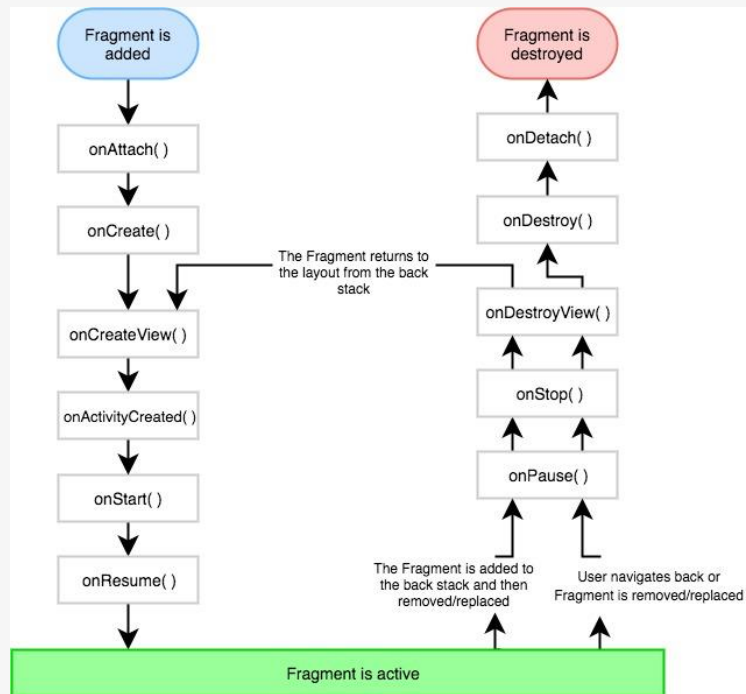 Fragment is
added
onAttach( )
onCreate( )
onCreateView( )
onActivityCreated( )
onStart( )
onResume( )
Fragment is
destroyed
onDetach( )
onDestroy( )
The Fragment returns to
the layout from the back
stack
onDestroyView( )
onStop( )
onPause( )
The Fragment is added to
the back stack and then
removed/replaced
User navigates back or
Fragment is removed/replaced
Fragment is active